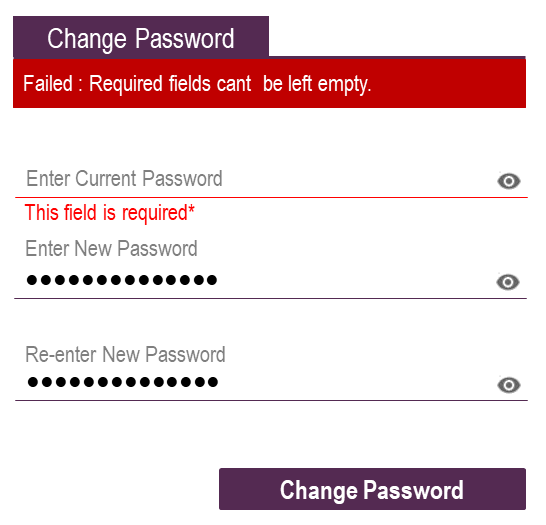 Change Password
Failed : Required fields cant  be left empty.
Enter Current Password
This field is required*
Enter New Password
●●●●●●●●●●●●●●
Re-enter New Password
●●●●●●●●●●●●●●
Change Password